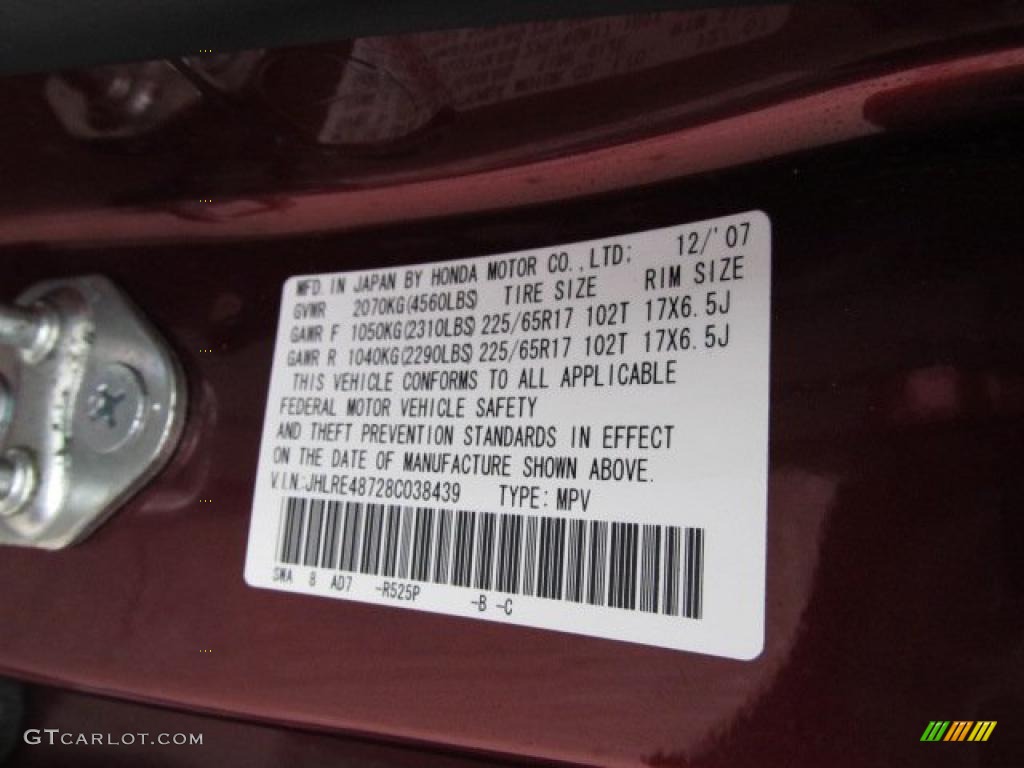 MFD. IN JAPAN BY HONDA MOTOR CO.,LTD: 12/'07
GVWR 2070KG(4560LBS) TIRE SIZE RIM SIZE
GAWR F 1050KG(2310LBS) 225/65R17 102T 17X6.5J
GAWR R 1040KG(2290LBS) 225/65R17 102T 17X6.5J
THIS VEHICLE CONFORMS TO ALL APPLICABLE
FEDERAL MOTOR VEHICLE SAFETY
AND THEFT PREVENTION STANDARDS IN EFFECT
ON THE DATE OF MANUFACTURE SHOWN ABOVE.
V.I.N.:JHLRE48728C038439 TYPE: MPV
SWA 8 AD7 -R525P -B -C
GTCARLOT.COM